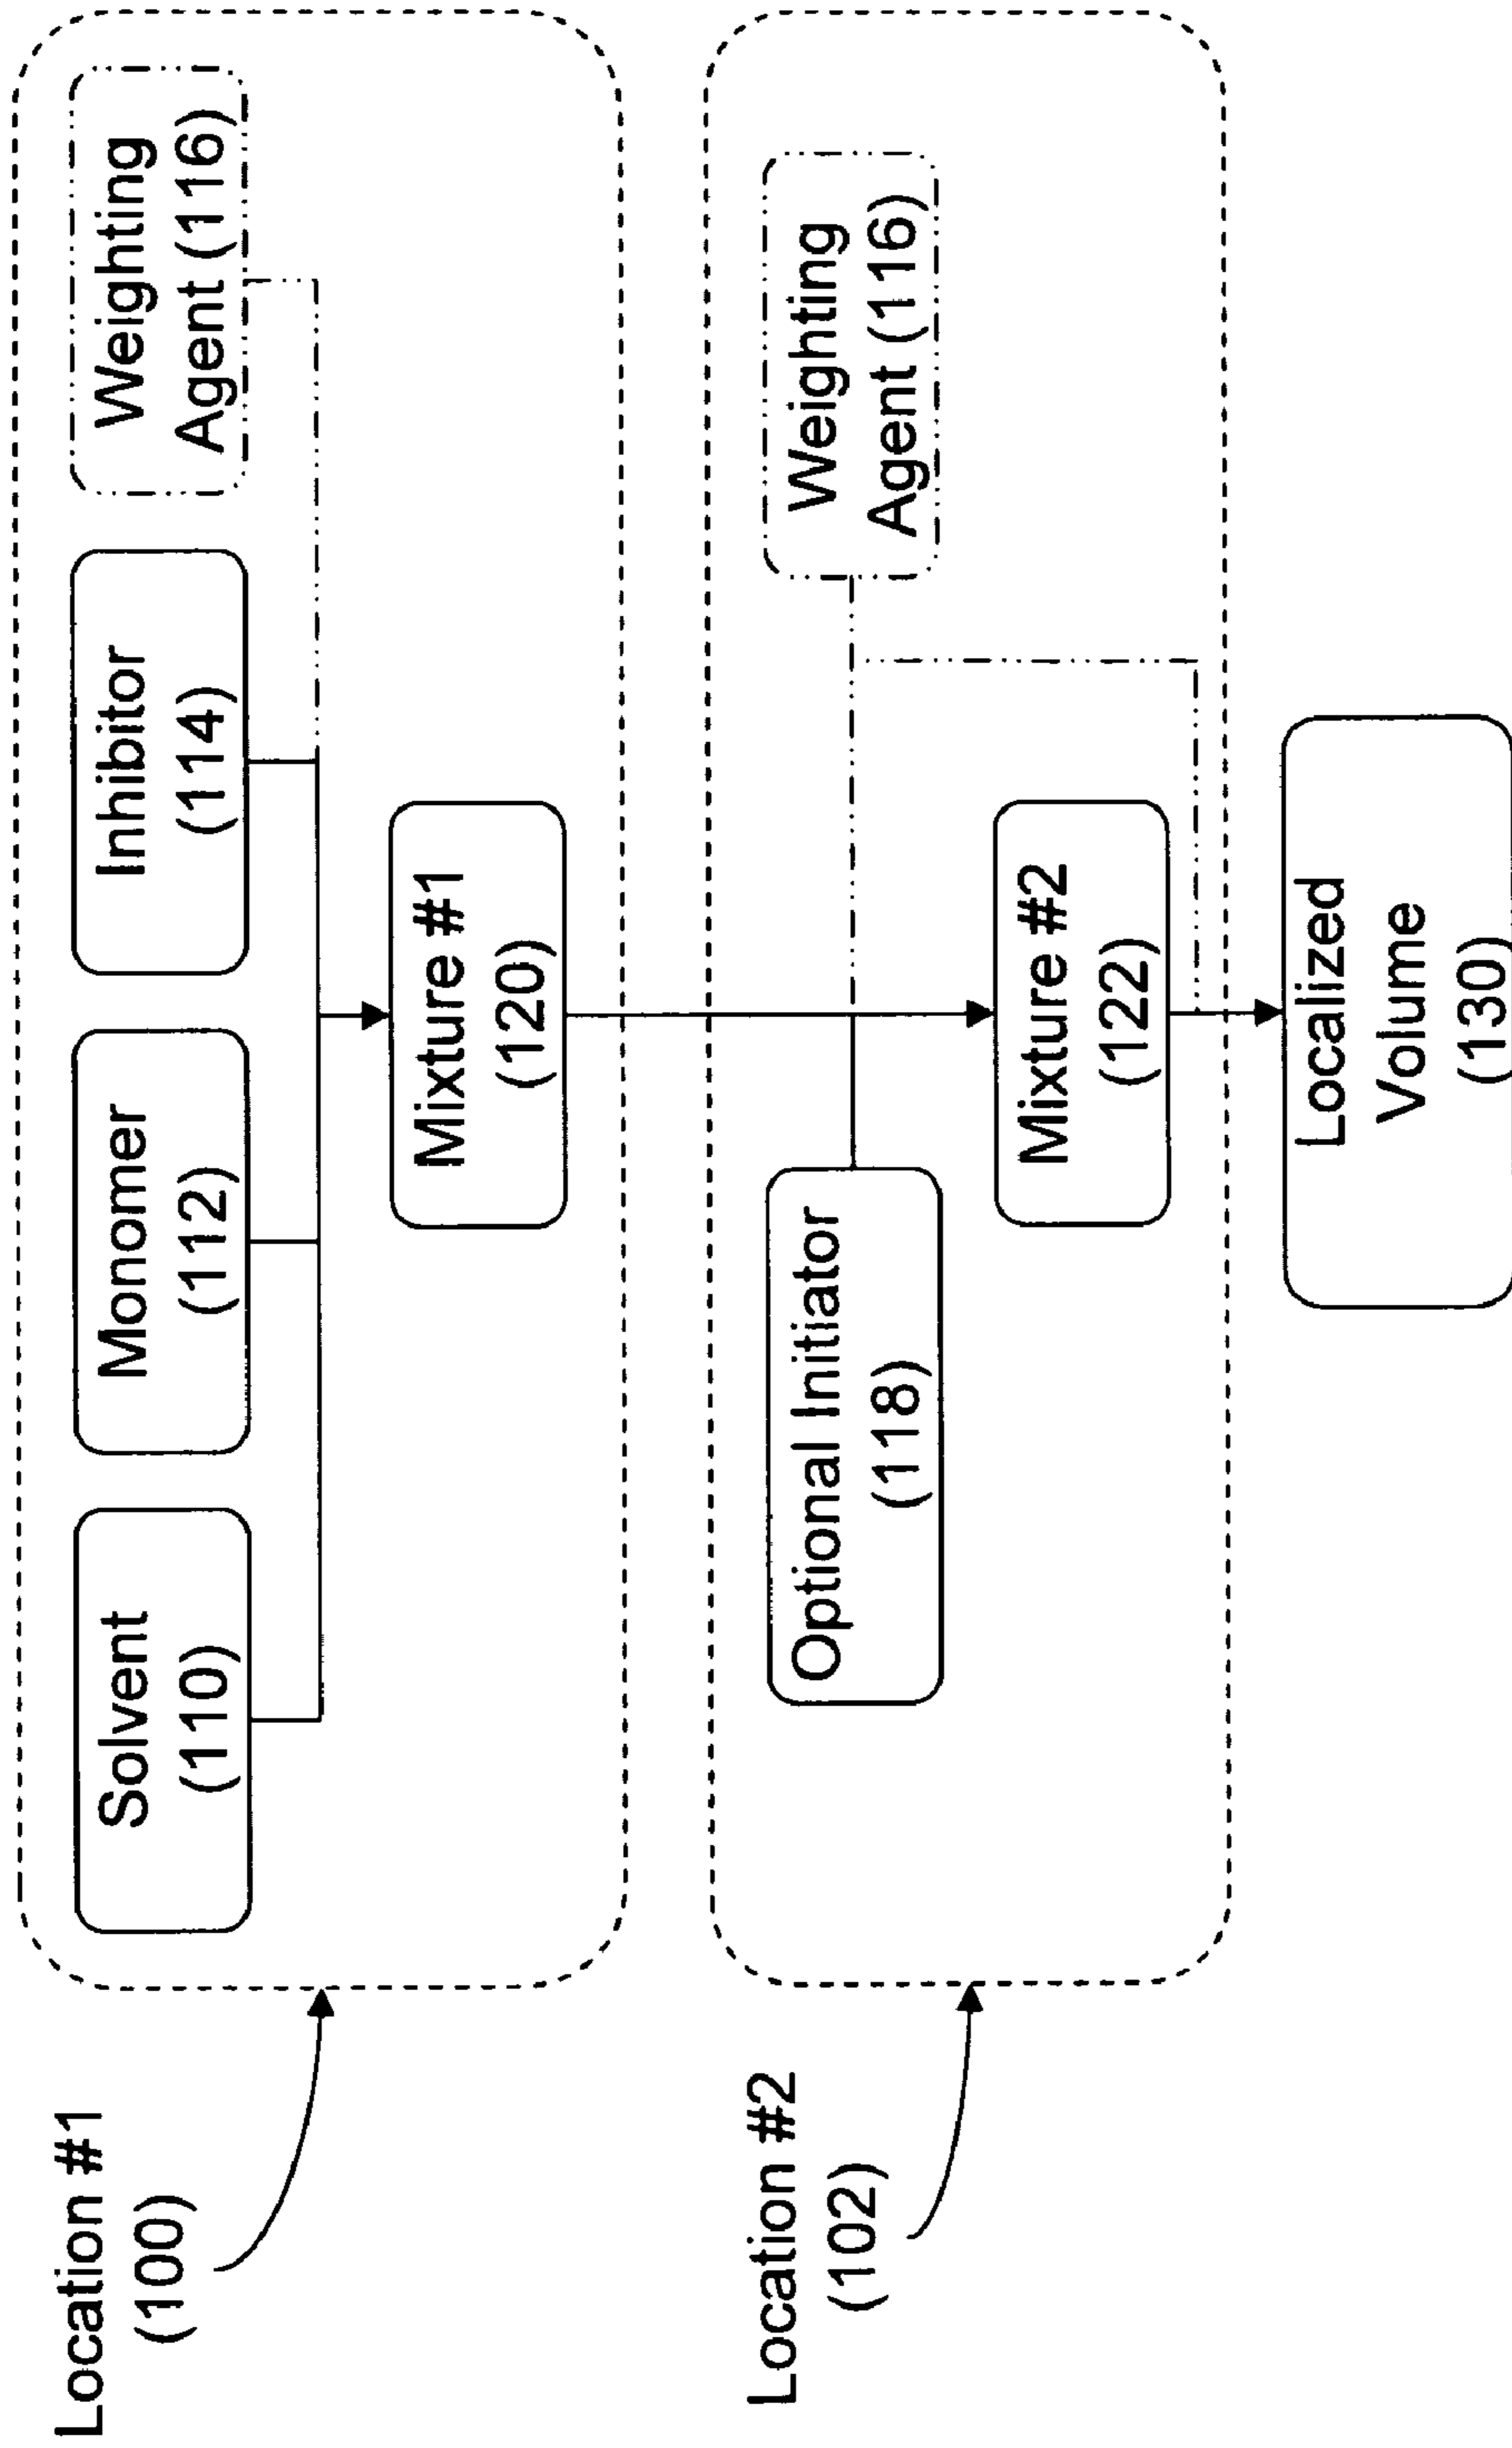 Location #1
(100)
Solvent
(110)
Monomer
(112)
Inhibitor
(114)
Weighting
Agent (116)
Mixture #1
(120)
Location #2
(102)
Optional Initiator
(118)
Weighting
Agent (116)
Mixture #2
(122)
Localized
Volume
(130)